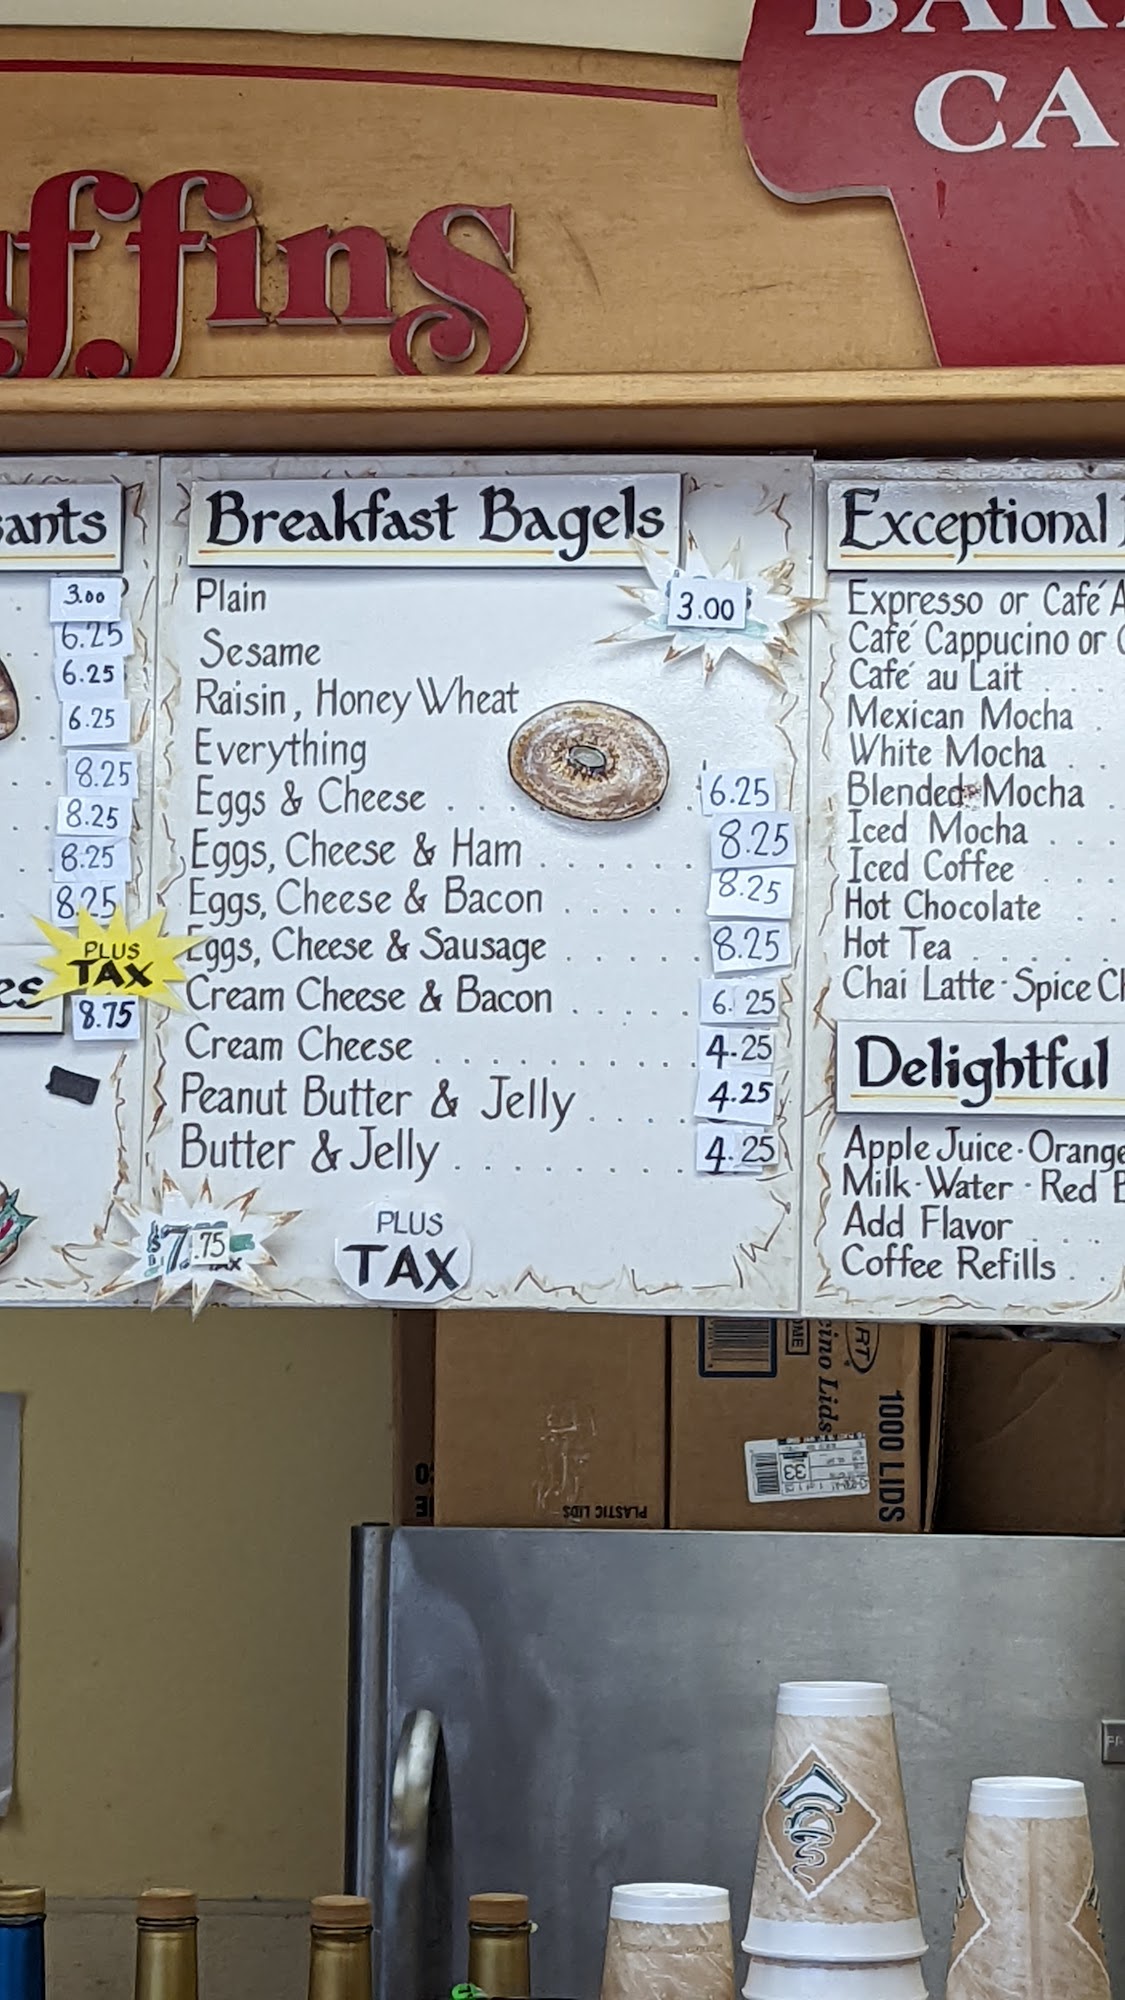 CA
ffins
ants
3.00
6.25
6.25
6.25
8.25
8.25
8.25
8.25
PLUS
TAX
es
8.75
Breakfast Bagels
Plain 3.00
Sesame
Raisin, Honey Wheat
Everything
Eggs & Cheese . . 6.25
Eggs, Cheese & Ham . . . . . . 8.25
Eggs, Cheese & Bacon . . . . . . 8.25
Eggs, Cheese & Sausage . . . . . . 8.25
Cream Cheese & Bacon . . . . . 6.25
Cream Cheese . . . . . . . . . . . 4.25
Peanut Butter & Jelly . . . . 4.25
Butter & Jelly . . . . . . . . . 4.25
$7.75
PLUS
TAX
Exceptional
Expresso or Café A
Café Cappucino or
Café au Lait . .
Mexican Mocha
White Mocha . .
Blended Mocha .
Iced Mocha . .
Iced Coffee . .
Hot Chocolate . .
Hot Tea . . . .
Chai Latte · Spice Ch
Delightful
Apple Juice · Orange
Milk · Water · Red B
Add Flavor . .
Coffee Refills .
1000 LIDS
PLASTIC LIDS
33